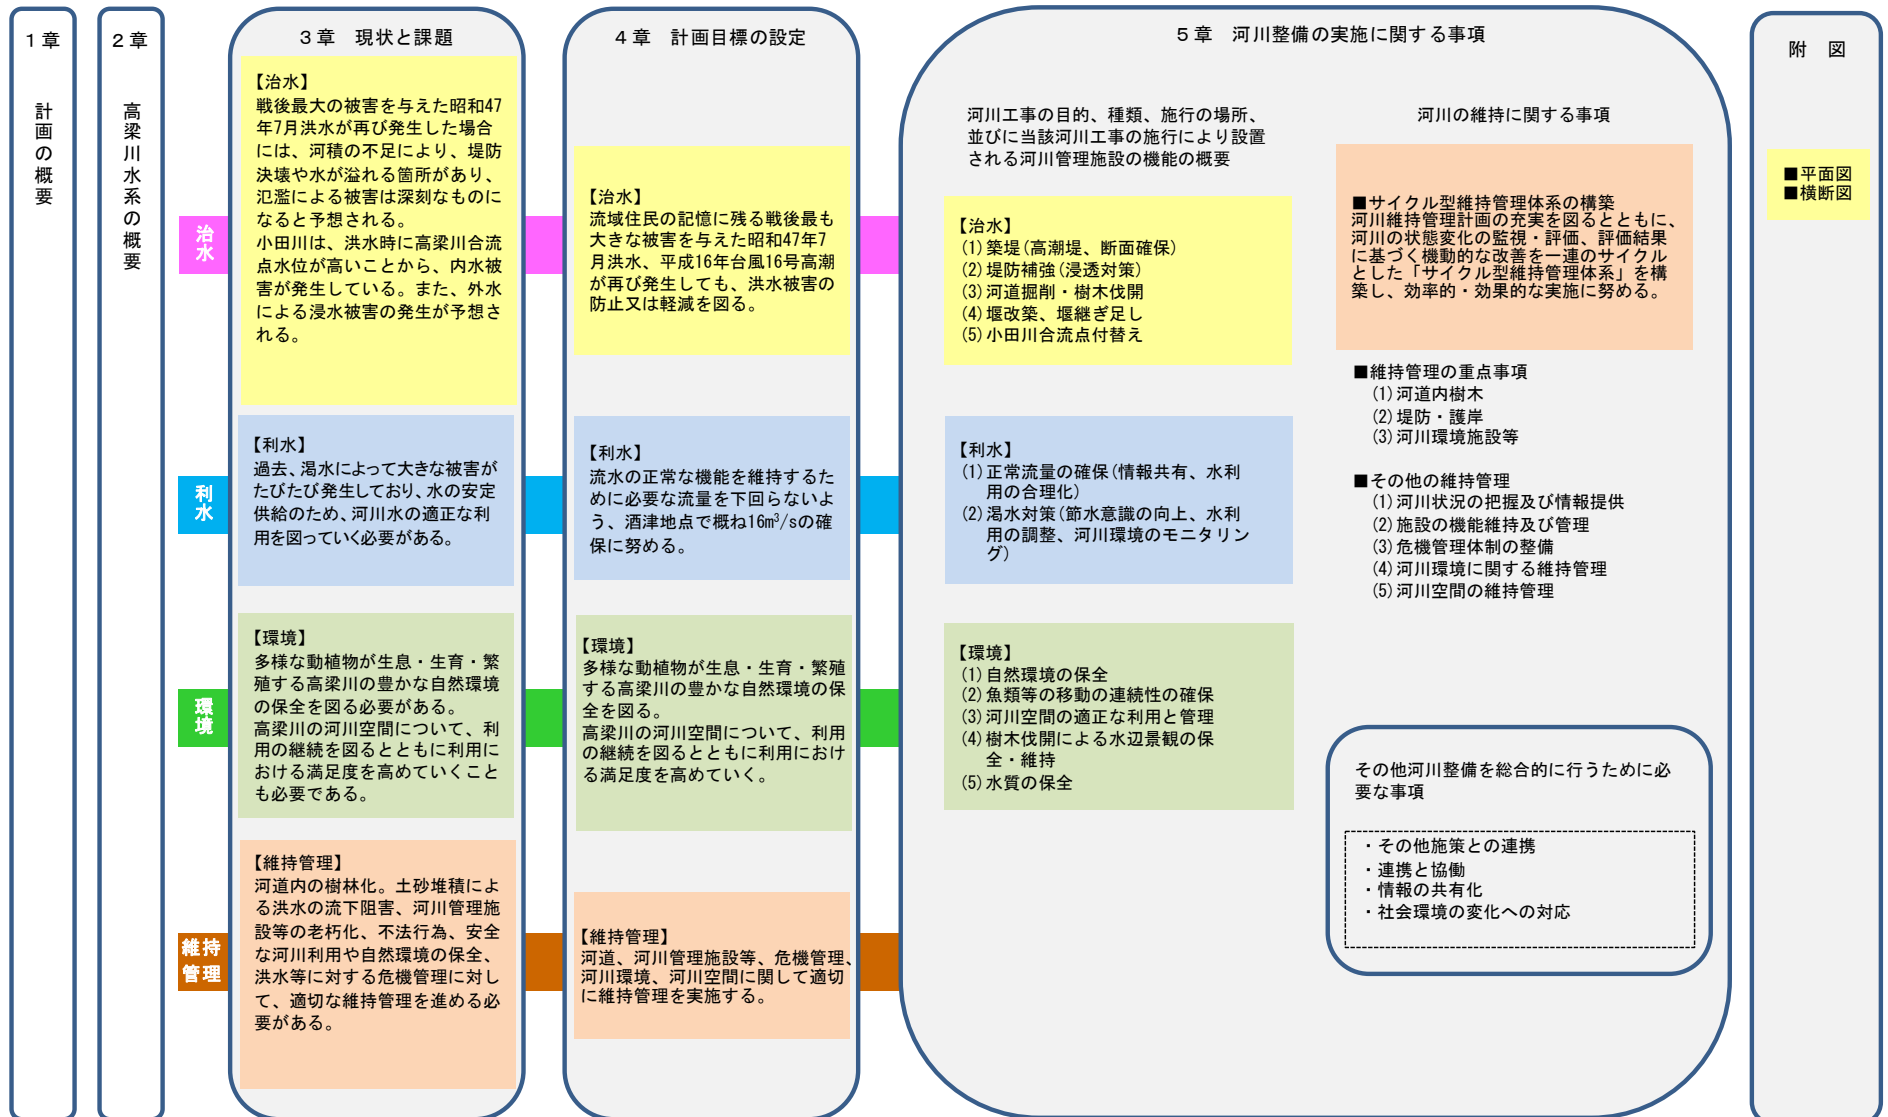 １章
計画の概要
２章
高梁川水系の概要
治水
利水
環境
維持
管理
３章　現状と課題
【治水】
戦後最大の被害を与えた昭和47
年7月洪水が再び発生した場合
には、河積の不足により、堤防
決壊や水が溢れる箇所があり、
氾濫による被害は深刻なものに
なると予想される。
小田川は、洪水時に高梁川合流
点水位が高いことから、内水被
害が発生している。また、外水
による浸水被害の発生が予想さ
れる。
【利水】
過去、渇水によって大きな被害が
たびたび発生しており、水の安定
供給のため、河川水の適正な利
用を図っていく必要がある。
【環境】
多様な動植物が生息・生育・繁
殖する高梁川の豊かな自然環境
の保全を図る必要がある。
高梁川の河川空間について、利
用の継続を図るとともに利用に
おける満足度を高めていくこと
も必要である。
【維持管理】
河道内の樹林化。土砂堆積によ
る洪水の流下阻害、河川管理施
設等の老朽化、不法行為、安全
な河川利用や自然環境の保全、
洪水等に対する危機管理に対し
て、適切な維持管理を進める必
要がある。
４章　計画目標の設定
【治水】
流域住民の記憶に残る戦後最も
大きな被害を与えた昭和47年7
月洪水、平成16年台風16号高潮
が再び発生しても、洪水被害の
防止又は軽減を図る。
【利水】
流水の正常な機能を維持するた
めに必要な流量を下回らないよ
う、酒津地点で概ね16m³/sの確
保に努める。
【環境】
多様な動植物が生息・生育・繁殖
する高梁川の豊かな自然環境の保
全を図る。
高梁川の河川空間について、利用
の継続を図るとともに利用におけ
る満足度を高めていく。
【維持管理】
河道、河川管理施設等、危機管理、
河川環境、河川空間に関して適切
に維持管理を実施する。
５章　河川整備の実施に関する事項
河川工事の目的、種類、施行の場所、
並びに当該河川工事の施行により設置
される河川管理施設の機能の概要
【治水】
(1)築堤(高潮堤、断面確保)
(2)堤防補強(浸透対策)
(3)河道掘削・樹木伐開
(4)堰改築、堰継ぎ足し
(5)小田川合流点付替え
【利水】
(1)正常流量の確保(情報共有、水利
用の合理化)
(2)渇水対策(節水意識の向上、水利
用の調整、河川環境のモニタリン
グ)
【環境】
(1)自然環境の保全
(2)魚類等の移動の連続性の確保
(3)河川空間の適正な利用と管理
(4)樹木伐開による水辺景観の保
全・維持
(5)水質の保全
河川の維持に関する事項
■サイクル型維持管理体系の構築
河川維持管理計画の充実を図るとともに、
河川の状態変化の監視・評価、評価結果
に基づく機動的な改善を一連のサイクル
とした「サイクル型維持管理体系」を構
築し、効率的・効果的な実施に努める。
■維持管理の重点事項
(1)河道内樹木
(2)堤防・護岸
(3)河川環境施設等
■その他の維持管理
(1)河川状況の把握及び情報提供
(2)施設の機能維持及び管理
(3)危機管理体制の整備
(4)河川環境に関する維持管理
(5)河川空間の維持管理
その他河川整備を総合的に行うために必
要な事項
・その他施策との連携
・連携と協働
・情報の共有化
・社会環境の変化への対応
附　図
■平面図
■横断図